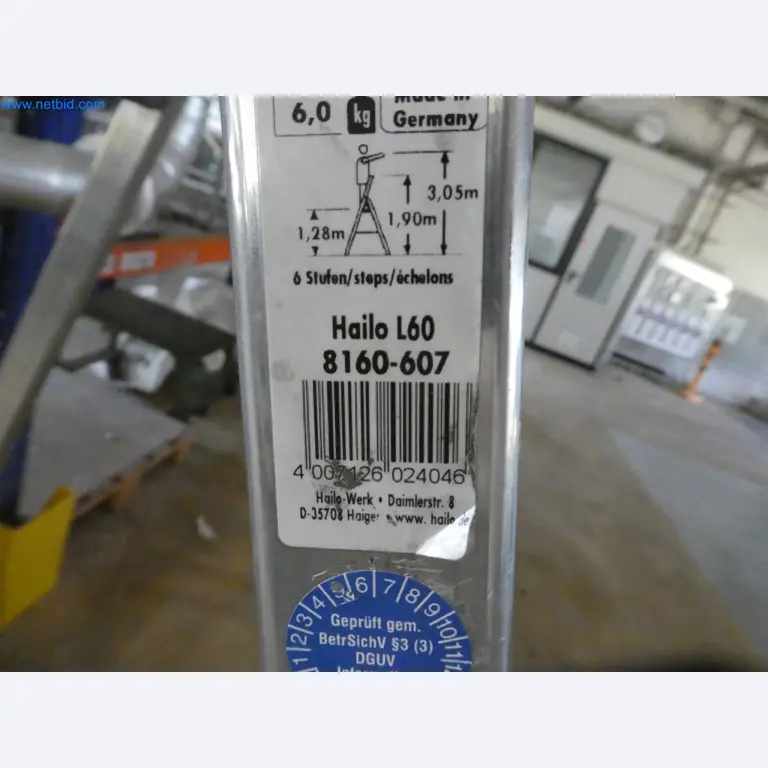 www.netbid.com
6,0 kg
Made in
Germany
3,05m
1,90m
1,28m
6 Stufen/steps/échelons
Hailo L60
8160-607
4 007126 024046
Hailo-Werk • Daimlerstr. 8
D-35708 Haiger • www. hailo.de
1 2 3 4 5 6 7 8 9 10 11
Geprüft gem.
BetrSichV §3 (3)
DGUV